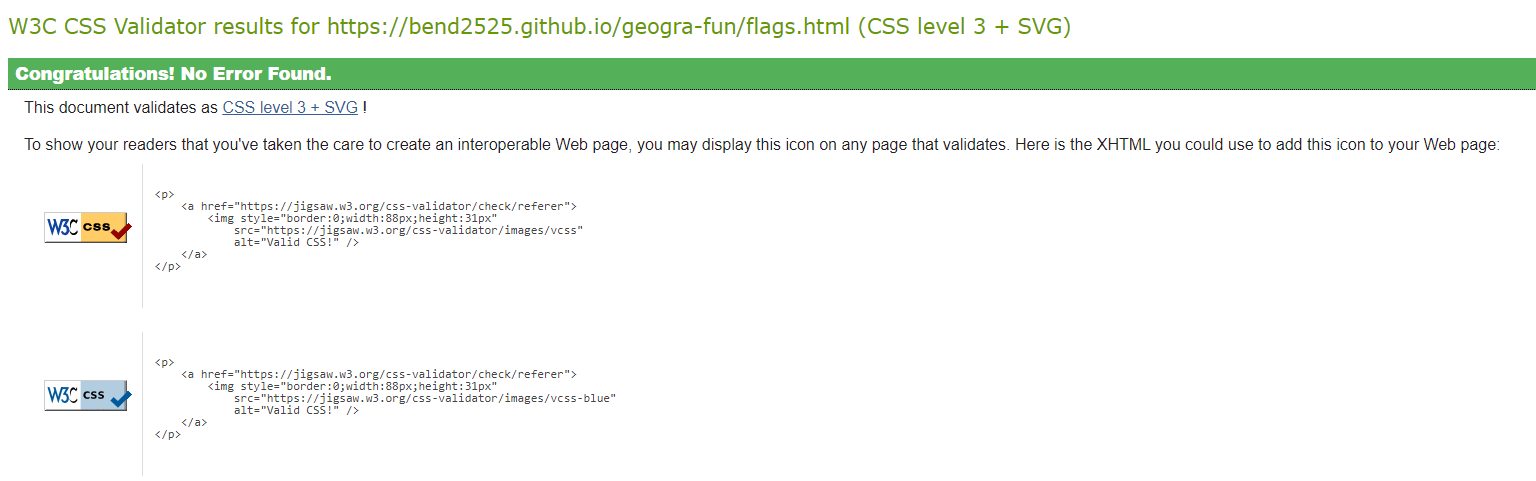 W3C CSS Validator results for https://bend2525.github.io/geogra-fun/flags.html (CSS level 3 + SVG)
Congratulations! No Error Found.
This document validates as CSS level 3 + SVG !
To show your readers that you've taken the care to create an interoperable Web page, you may display this icon on any page that validates. Here is the XHTML you could use to add this icon to your Web page:
W3C css
<p>
<a href="https://jigsaw.w3.org/css-validator/check/referer">
<img style="border:0;width:88px;height:31px"
src="https://jigsaw.w3.org/css-validator/images/vcss"
alt="Valid CSS!" />
</a>
</p>
W3C css
<p>
<a href="https://jigsaw.w3.org/css-validator/check/referer">
<img style="border:0;width:88px;height:31px"
src="https://jigsaw.w3.org/css-validator/images/vcss-blue"
alt="Valid CSS!" />
</a>
</p>